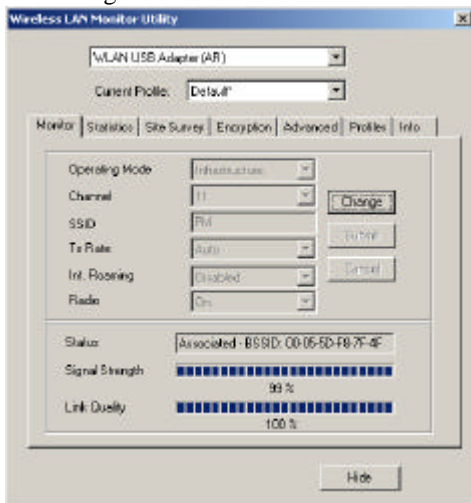 Wireless LAN Monitor Utility
WLAN USB Adapter (AR)
Current Profile: Default*
Monitor Statistics Site Survey Encryption Advanced Profiles Info.
Operating Mode Infrastructure
Channel 11 Change
SSID
Tx Rate Auto Submit
Int. Roaming Disabled Cancel
Radio On
Status Associated - BSSID: 00-05-5D-F8-7F-4F
Signal Strength
99 %
Link Quality
100 %
Hide